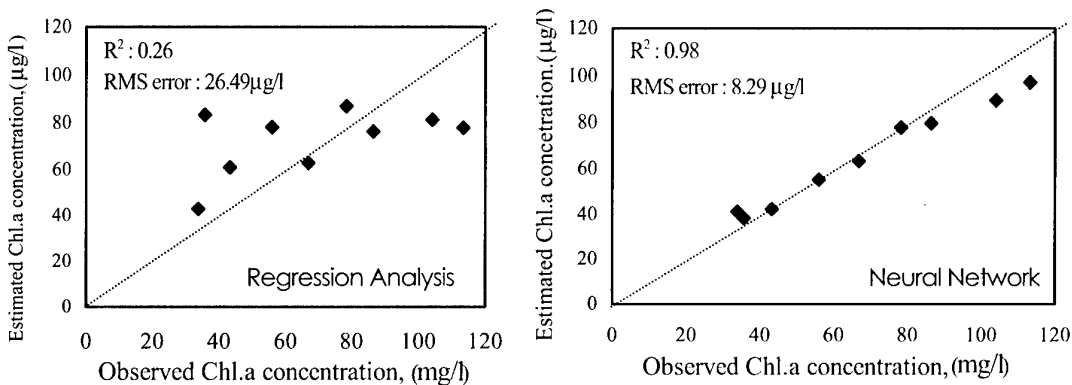 Estimated Chl.a concentration,(µg/l)
120
100
80
60
40
20
0
R² : 0.26
RMS error : 26.49µg/l
Regression Analysis
0 20 40 60 80 100 120
Observed Chl.a concentration, (mg/l)
Estimated Chl.a concetration.(µg/l)
120
100
80
60
40
20
0
R² : 0.98
RMS error : 8.29 µg/l
Neural Network
0 20 40 60 80 100 120
Observed Chl.a concentration, (mg/l)